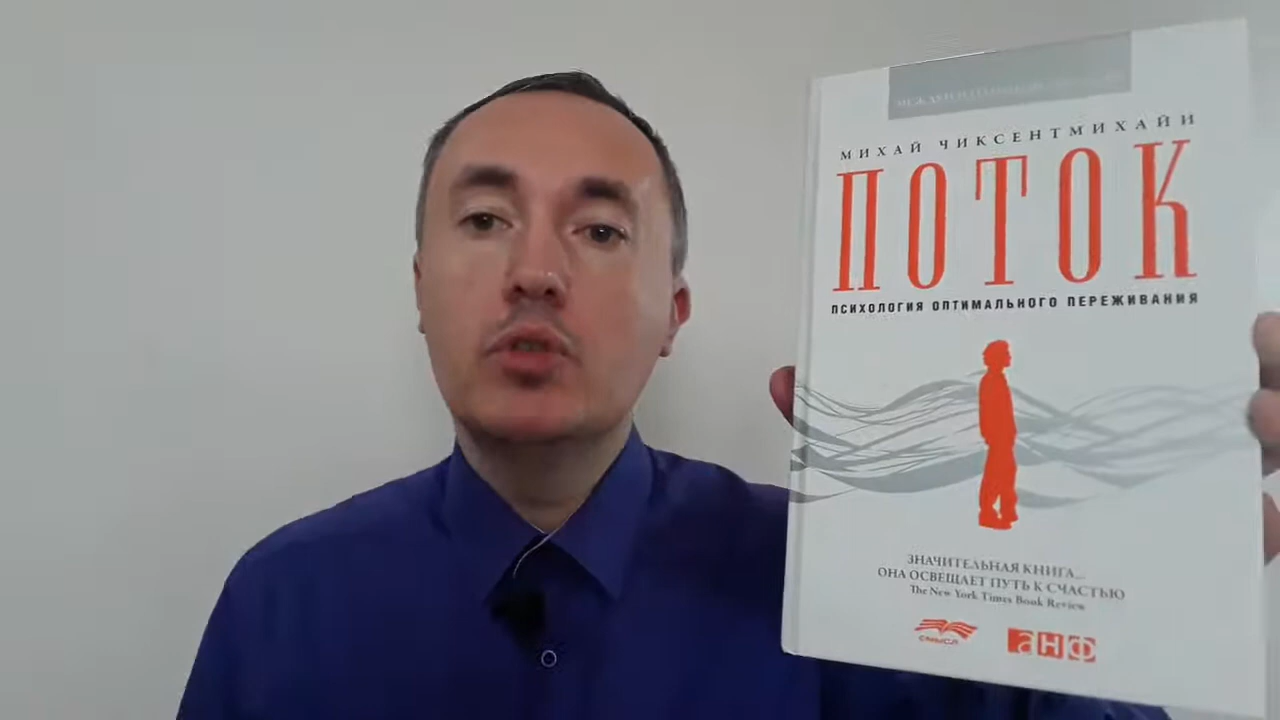 МИХАЙ ЧИКСЕНТМИХАЙИ
ПОТОК
ПСИХОЛОГИЯ ОПТИМАЛЬНОГО ПЕРЕЖИВАНИЯ
ЗНАЧИТЕЛЬНАЯ КНИГА...
ОНА ОСВЕЩАЕТ ПУТЬ К СЧАСТЬЮ
The New York Times Book Review
СМЫСЛ
АНФ